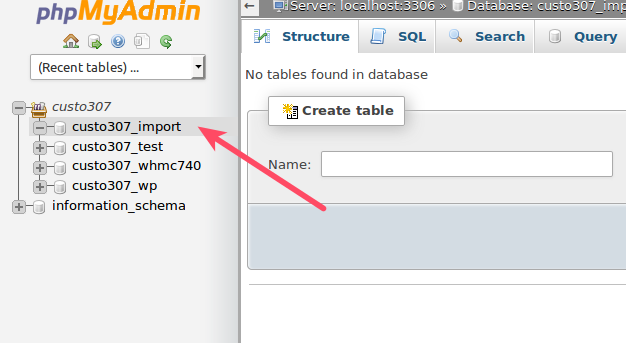 phpMyAdmin
(Recent tables) ...
custo307
custo307_import
custo307_test
custo307_whmc740
custo307_wp
information_schema
Server: localhost:3306 » Database: custo307_imp
Structure SQL Search Query
No tables found in database
Create table
Name: